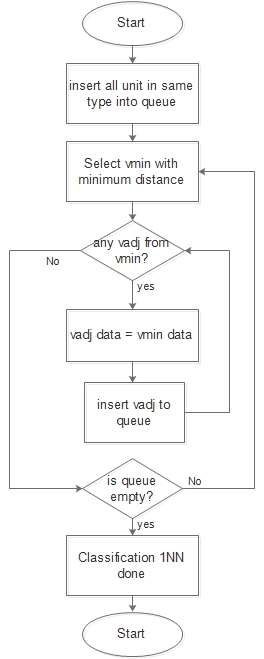 Start
insert all unit in same
type into queue
Select vmin with
minimum distance
any vadj from
vmin?
No
yes
vadj data = vmin data
insert vadj to
queue
is queue
empty?
No
yes
Classification 1NN
done
Start